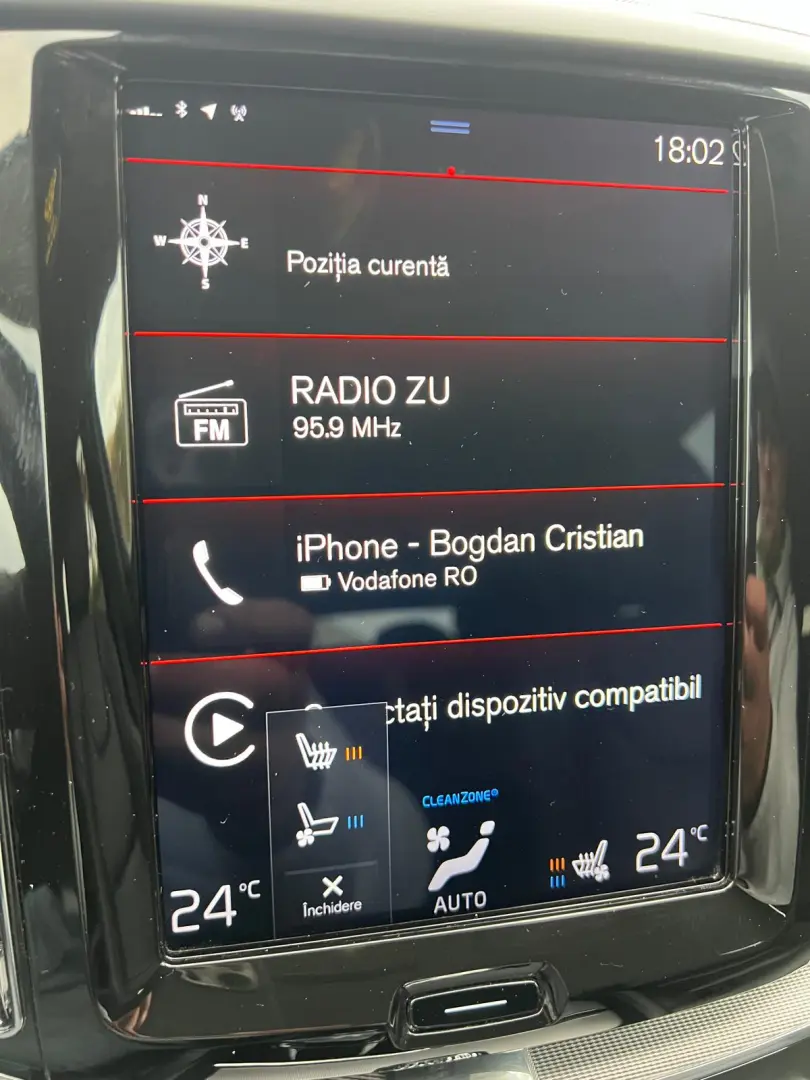 18:02
N
W E
S
Poziția curentă
RADIO ZU
95.9 MHz
FM
iPhone - Bogdan Cristian
Vodafone RO
dispozitiv compatibil
CLEANZONE®
24°C
Închidere
AUTO
24°C